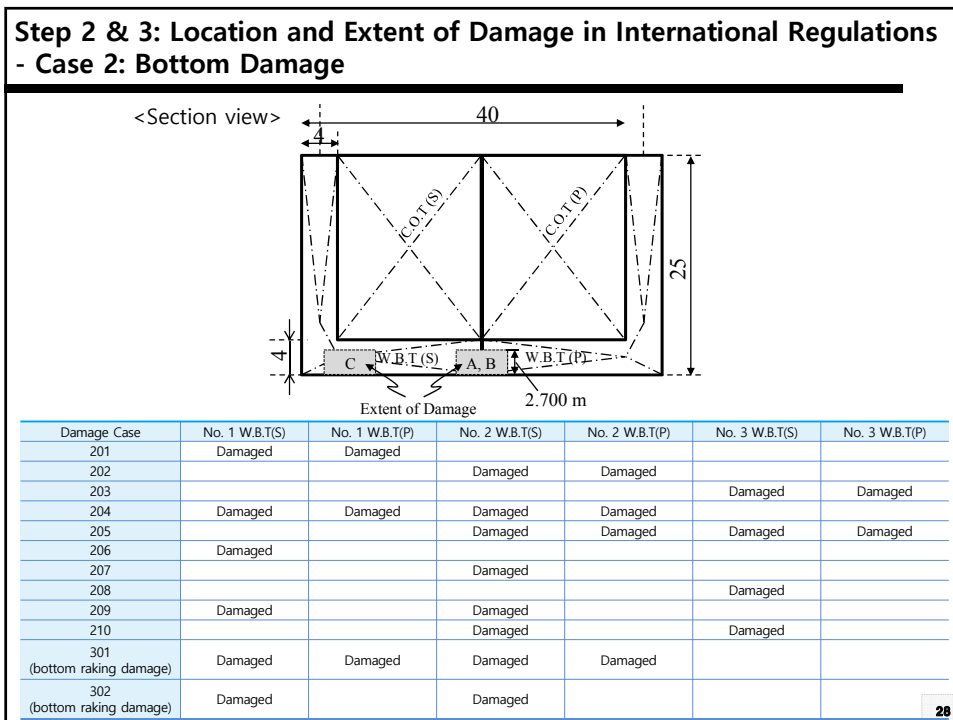 Step 2 & 3: Location and Extent of Damage in International Regulations
- Case 2: Bottom Damage
<Section view>
40
4
C.O.T (S)
C.O.T (P)
25
4
C
W.B.T (S)
A, B
W.B.T (P)
Extent of Damage
2.700 m
Damage Case No. 1 W.B.T(S) No. 1 W.B.T(P) No. 2 W.B.T(S) No. 2 W.B.T(P) No. 3 W.B.T(S) No. 3 W.B.T(P)
201 Damaged Damaged
202 Damaged Damaged
203 Damaged Damaged
204 Damaged Damaged Damaged Damaged
205 Damaged Damaged Damaged Damaged
206 Damaged
207 Damaged
208 Damaged
209 Damaged Damaged
210 Damaged Damaged
301
(bottom raking damage) Damaged Damaged Damaged Damaged
302
(bottom raking damage) Damaged Damaged
28